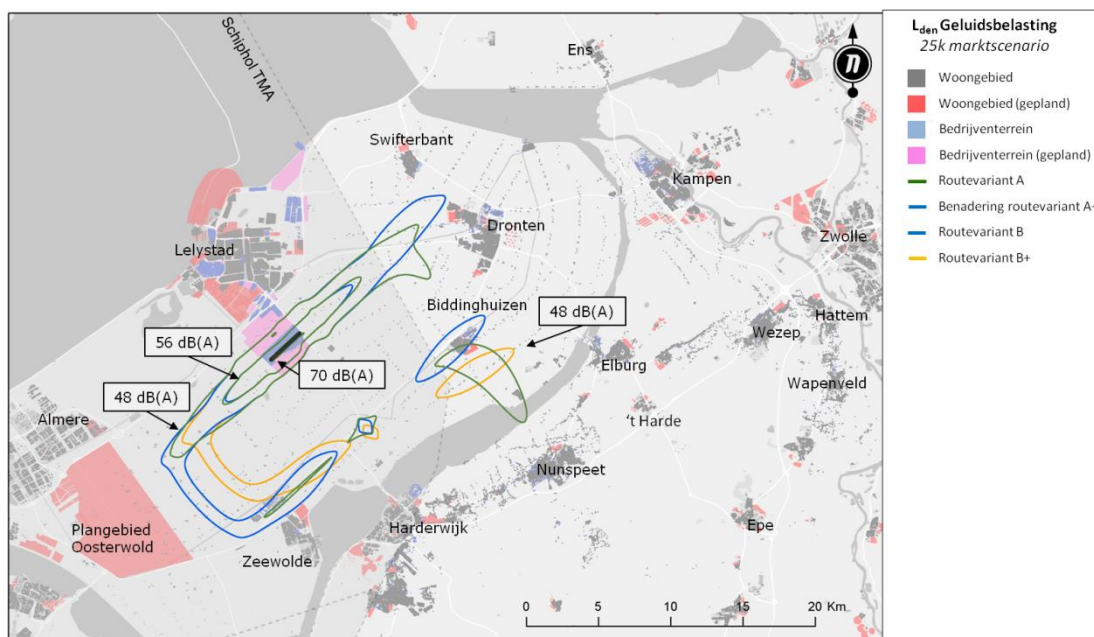 Schiphol TMA
Ens
Swifterbant
Kampen
Dronten
Zwolle
Lelystad
Biddinghuizen
48 dB(A)
Hattem
Wezep
56 dB(A)
Elburg
70 dB(A)
Wapenveld
48 dB(A)
Almere
't Harde
Nunspeet
Plangebied
Oosterwold
Harderwijk
Epe
Zeewolde
0 5 10 15 20 Km
Lden Geluidsbelasting
25k marktscenario
n
Woongebied
Woongebied (gepland)
Bedrijventerrein
Bedrijventerrein (gepland)
Routevariant A
Benadering routevariant A+
Routevariant B
Routevariant B+